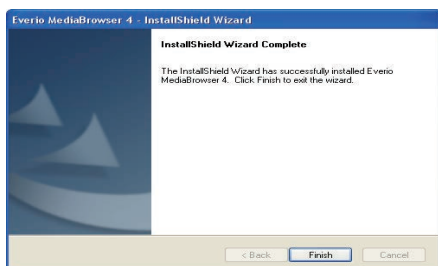 Everio MediaBrowser 4 - InstallShield Wizard
InstallShield Wizard Complete
The InstallShield Wizard has successfully installed Everio
MediaBrowser 4. Click Finish to exit the wizard.
< Back Finish Cancel